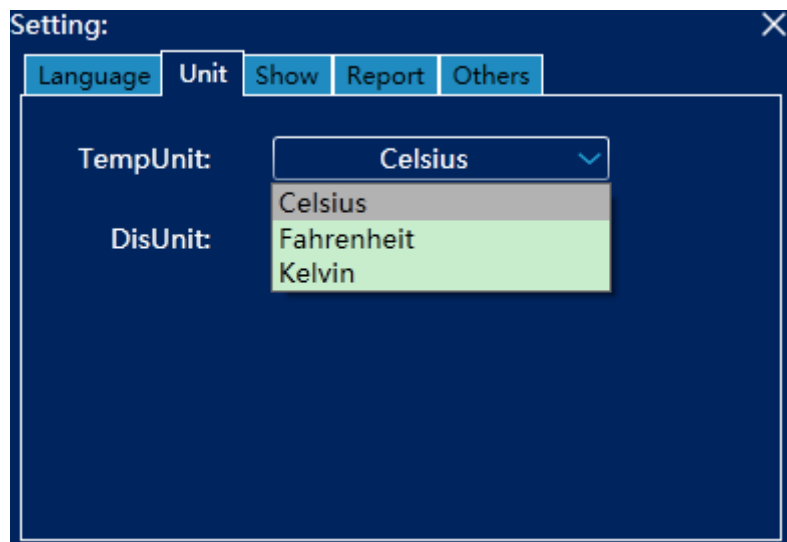 Setting:
Language Unit Show Report Others
TempUnit: Celsius
Celsius
DisUnit: Fahrenheit
Kelvin